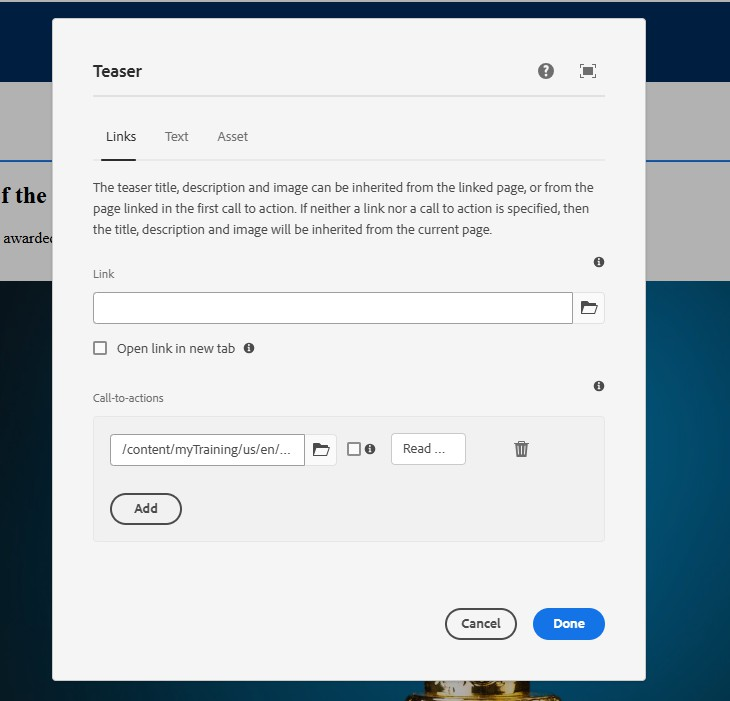 Teaser
Links Text Asset
The teaser title, description and image can be inherited from the linked page, or from the
page linked in the first call to action. If neither a link nor a call to action is specified, then
the title, description and image will be inherited from the current page.
f the
awarded
Link
Open link in new tab
Call-to-actions
/content/myTraining/us/en/... Read ...
Add
Cancel Done